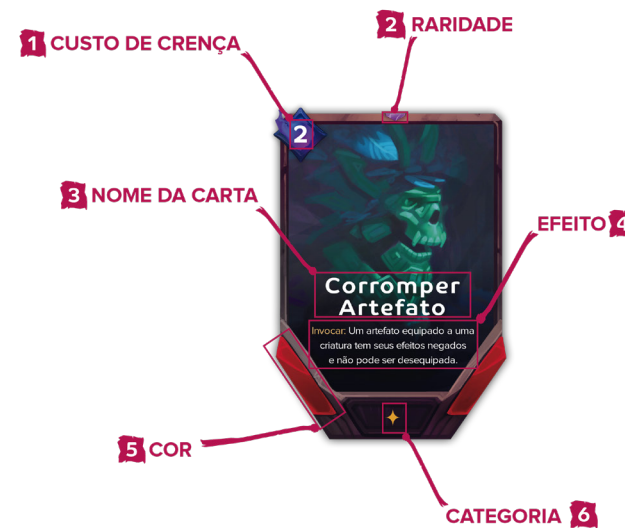 1 CUSTO DE CRENÇA
2 RARIDADE
2
3 NOME DA CARTA
EFEITO 4
Corromper
Artefato
Invocar: Um artefato equipado a uma
criatura tem seus efeitos negados
e não pode ser desequipada.
5 COR
CATEGORIA 6